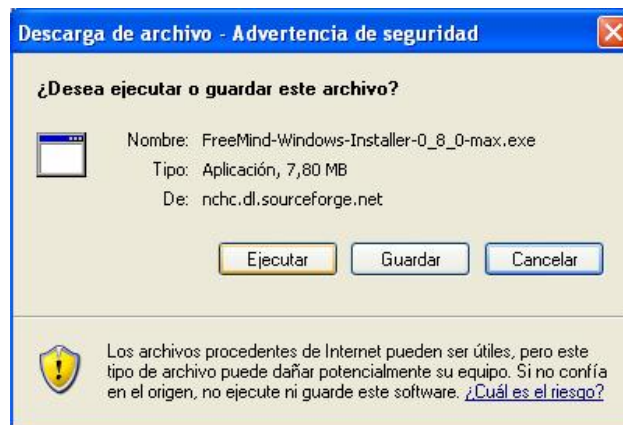 Descarga de archivo - Advertencia de seguridad
¿Desea ejecutar o guardar este archivo?
Nombre: FreeMind-Windows-Installer-0_8_0-max.exe
Tipo: Aplicación, 7,80 MB
De: nchc.dl.sourceforge.net
Ejecutar Guardar Cancelar
Los archivos procedentes de Internet pueden ser útiles, pero este
tipo de archivo puede dañar potencialmente su equipo. Si no confía
en el origen, no ejecute ni guarde este software. ¿Cuál es el riesgo?